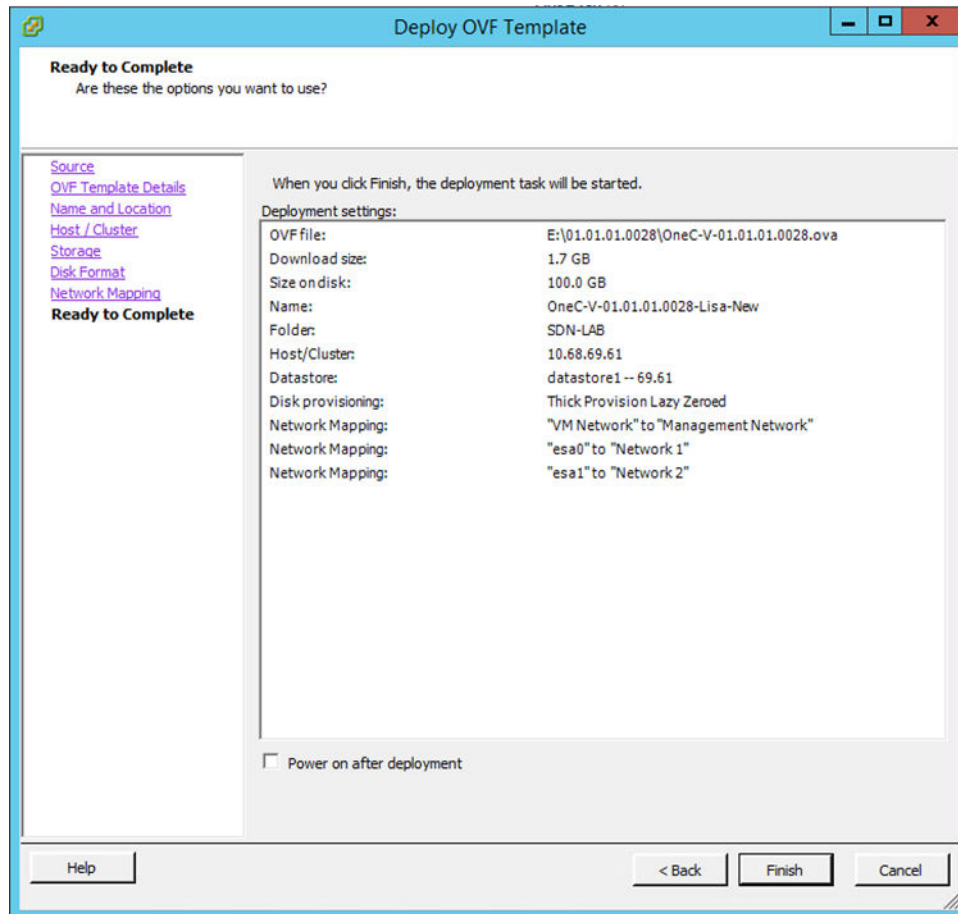 Deploy OVF Template
Ready to Complete
Are these the options you want to use?
Source
OVF Template Details
Name and Location
Host / Cluster
Storage
Disk Format
Network Mapping
Ready to Complete
When you click Finish, the deployment task will be started.
Deployment settings:
OVF file: E:\01.01.01.0028\OneC-V-01.01.01.0028.ova
Download size: 1.7 GB
Size on disk: 100.0 GB
Name: OneC-V-01.01.01.0028-Lisa-New
Folder: SDN-LAB
Host/Cluster: 10.68.69.61
Datastore: datastore1 -- 69.61
Disk provisioning: Thick Provision Lazy Zeroed
Network Mapping: "VM Network" to "Management Network"
Network Mapping: "esa0" to "Network 1"
Network Mapping: "esa1" to "Network 2"
Power on after deployment
Help < Back Finish Cancel